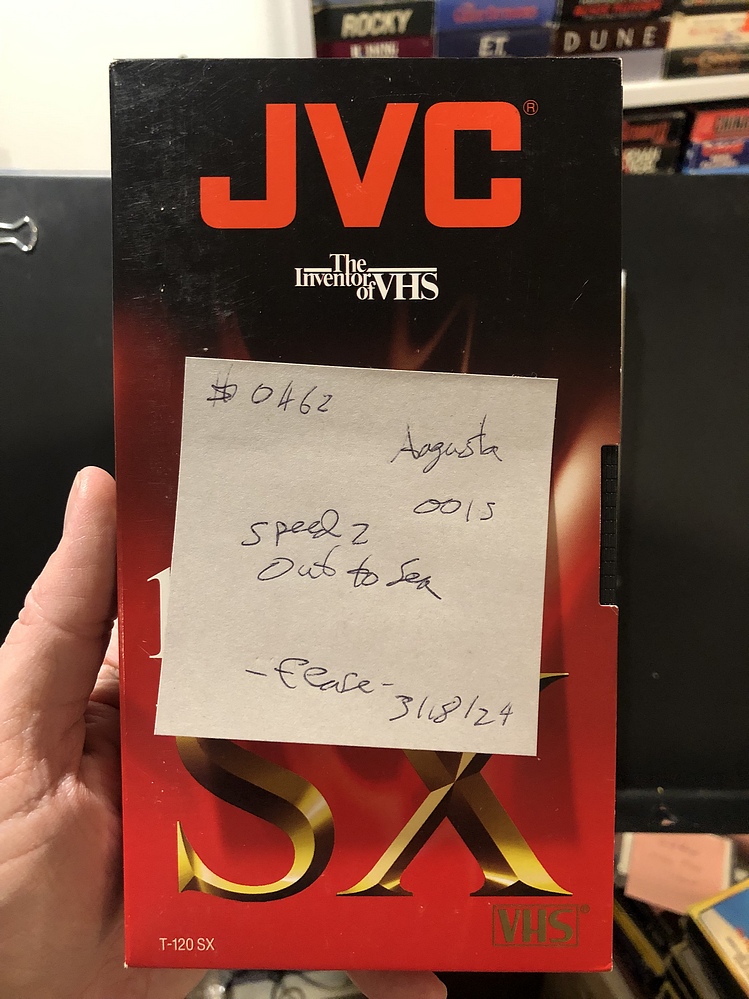 ROCKY
E.T.
DUNE
JVC®
The
Inventor
of VHS
0462
Augusta
0015
Speed 2
Out to Sea
-Erase-
3/18/24
SX
VHS®
T-120 SX